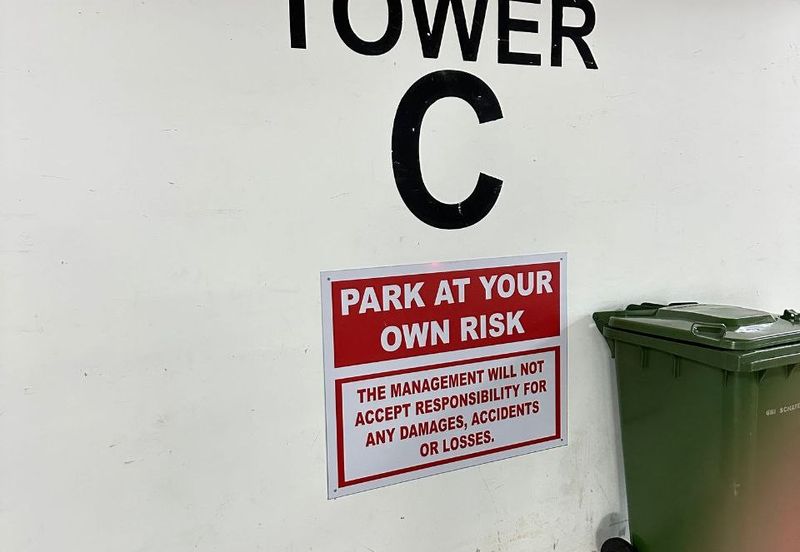 TOWER
C
PARK AT YOUR
OWN RISK
THE MANAGEMENT WILL NOT
ACCEPT RESPONSIBILITY FOR
ANY DAMAGES, ACCIDENTS
OR LOSSES.